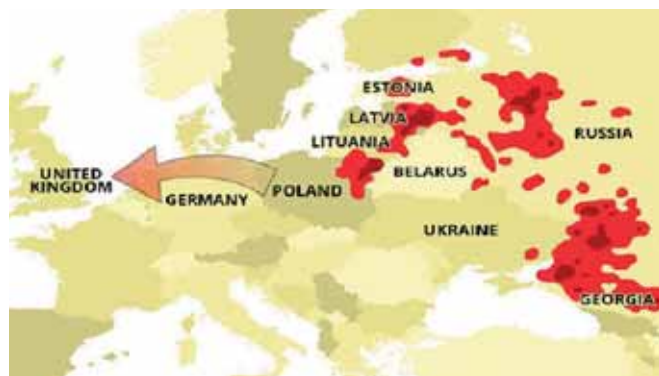 ESTONIA
LATVIA
RUSSIA
LITUANIA
UNITED
KINGDOM
BELARUS
POLAND
GERMANY
UKRAINE
GEORGIA